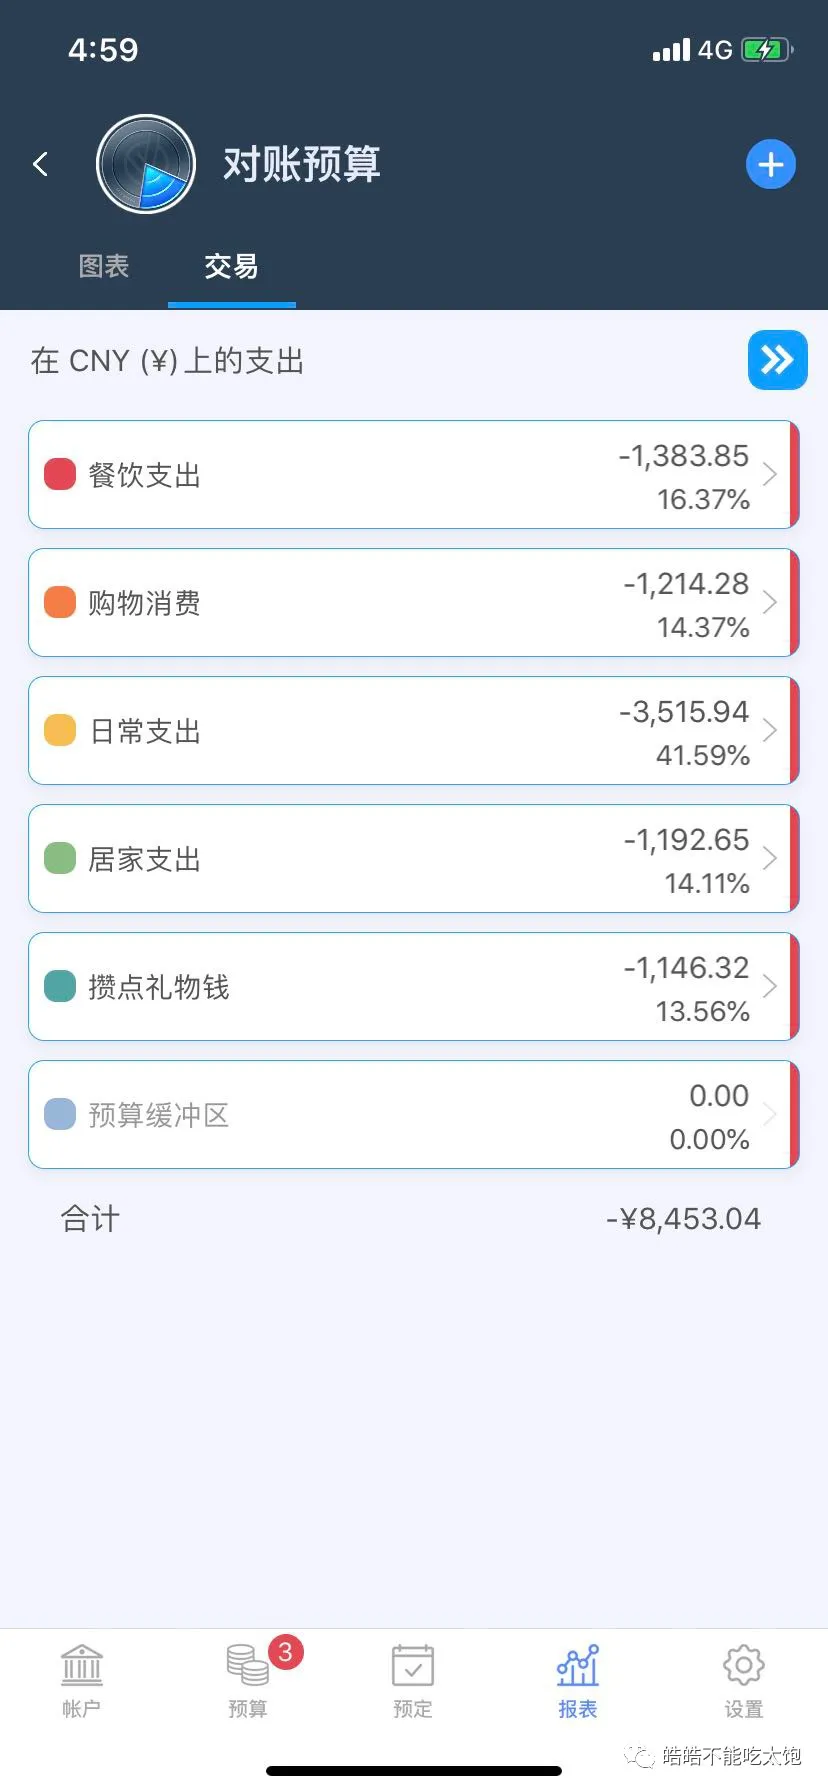 4:59
4G
对账预算
图表 交易
在 CNY (¥)上的支出
餐饮支出 -1,383.85
16.37%
购物消费 -1,214.28
14.37%
日常支出 -3,515.94
41.59%
居家支出 -1,192.65
14.11%
攒点礼物钱 -1,146.32
13.56%
预算缓冲区 0.00
0.00%
合计 -¥8,453.04
3
帐户 预算 预定 报表 设置
皓皓不能吃太饱